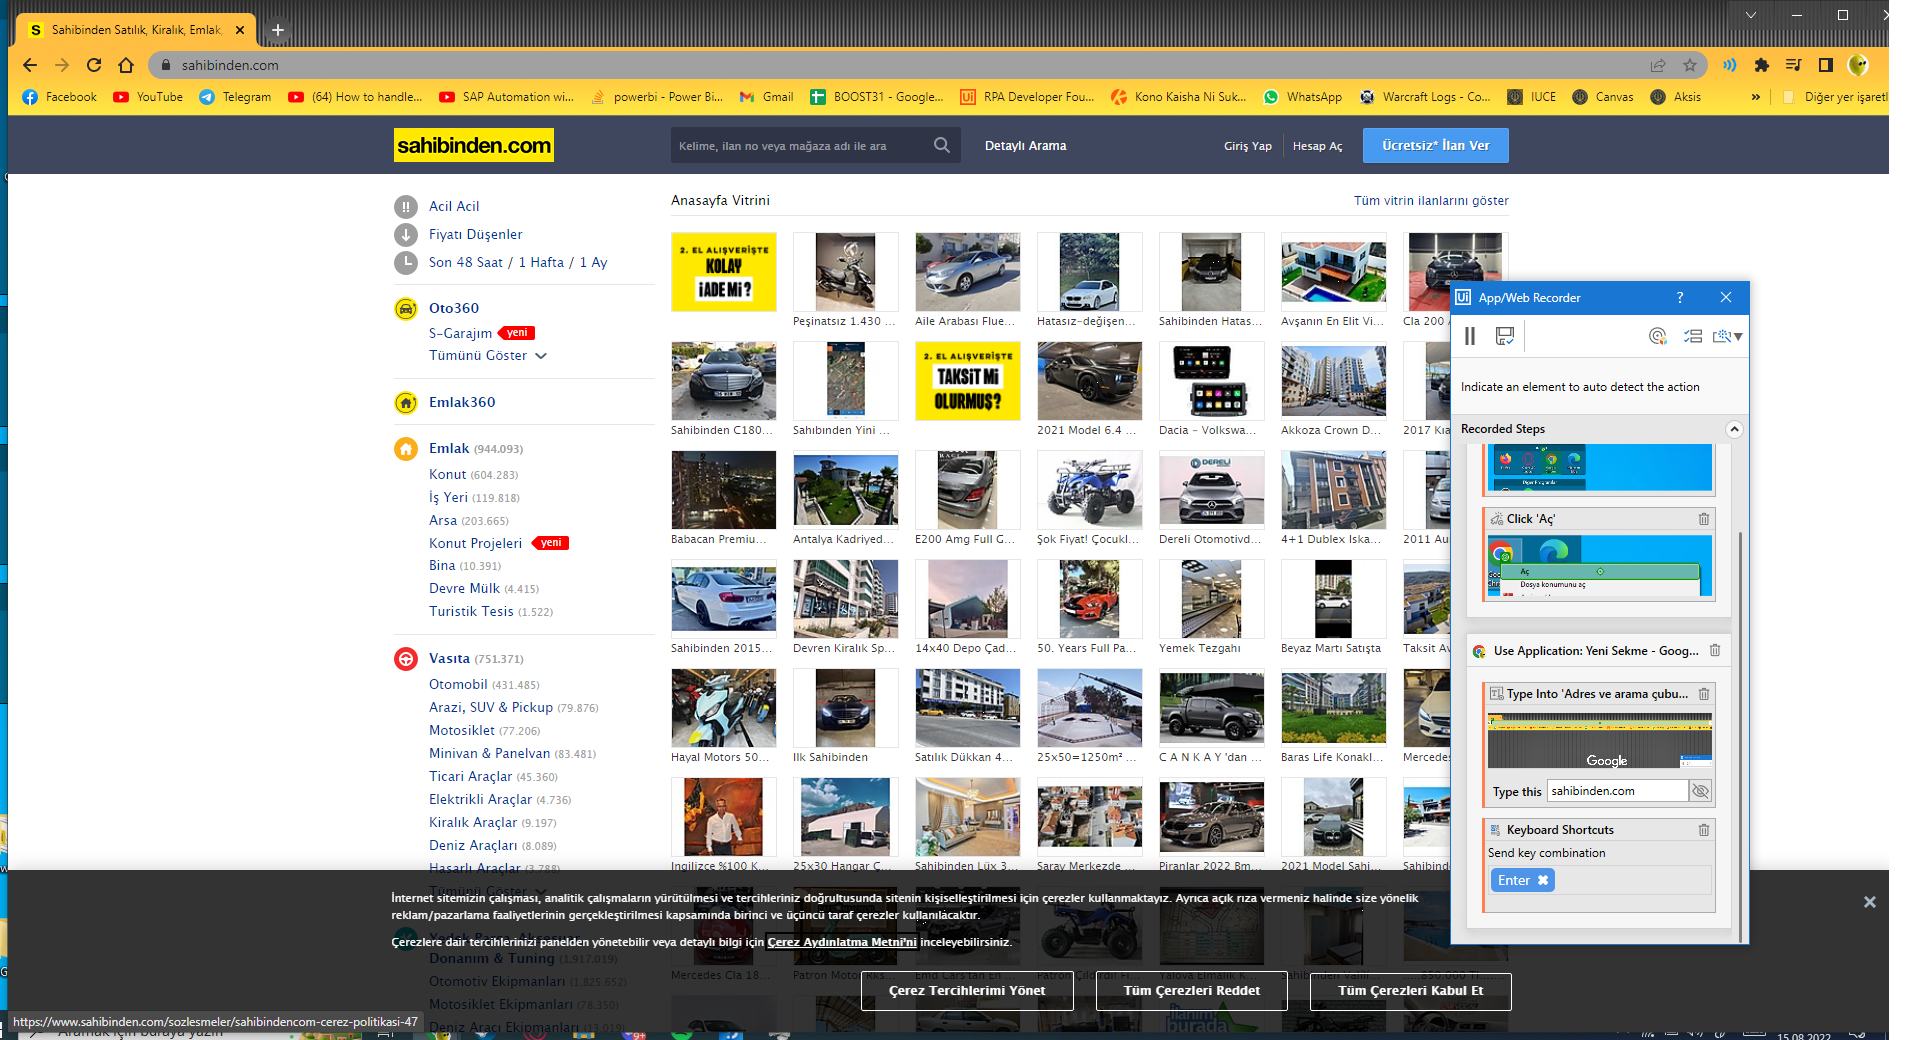 Sahibinden Satılık, Kiralık, Emlak,
sahibinden.com
Facebook
YouTube
Telegram
(64) How to handle...
SAP Automation wi...
powerbi - Power Bi...
Gmail
BOOST31 - Google...
RPA Developer Fou...
Kono Kaisha Ni Suk...
WhatsApp
Warcraft Logs - Co...
IUCE
Canvas
Aksis
»
Diğer yer işaretl
sahibinden.com
Kelime, ilan no veya mağaza adı ile ara
Detaylı Arama
Giriş Yap
Hesap Aç
Ücretsiz* İlan Ver
Acil Acil
Fiyatı Düşenler
Son 48 Saat / 1 Hafta / 1 Ay
Oto360
S-Garajım yeni
Tümünü Göster
Emlak360
Emlak (944.093)
Konut (604.283)
İş Yeri (119.818)
Arsa (203.665)
Konut Projeleri yeni
Bina (10.391)
Devre Mülk (4.415)
Turistik Tesis (1.522)
Vasıta (751.371)
Otomobil (431.485)
Arazi, SUV & Pickup (79.876)
Motosiklet (77.206)
Minivan & Panelvan (83.481)
Ticari Araçlar (45.360)
Elektrikli Araçlar (4.736)
Kiralık Araçlar (9.197)
Deniz Araçları (8.089)
Hasarlı Araçlar (3.788)
Tümünü Göster
Donanım & Tuning (1.917.019)
Otomotiv Ekipmanları (1.825.652)
Motosiklet Ekipmanları (78.350)
Deniz Aracı Ekipmanları (13.019)
Anasayfa Vitrini
Tüm vitrin ilanlarını göster
2. EL ALIŞVERİŞTE
KOLAY
İADE Mİ ?
Peşinatsız 1.430 ...
Aile Arabası Flue...
Hatasız-değişen...
Sahibinden Hatas...
Avşanın En Elit Vi...
Cla 200 A
Sahibinden C180...
Sahıbınden Yini ...
2. EL ALIŞVERİŞTE
TAKSİT Mİ
OLURMUŞ?
2021 Model 6.4 ...
Dacia - Volkswa...
Akkoza Crown D...
2017 Kıa
Babacan Premiu...
Antalya Kadriyed...
E200 Amg Full G...
Şok Fiyat! Çocukl...
DERELİ
Dereli Otomotivd...
4+1 Dublex Iska...
2011 Au
Sahibinden 2015...
Devren Kiralık Sp...
14x40 Depo Çad...
50. Years Full Pa...
Yemek Tezgahı
Beyaz Martı Satışta
Taksit Av
Hayal Motors 50...
Ilk Sahibinden
Satılık Dükkan 4...
25x50=1250m² ...
C A N K A Y 'dan ...
Baras Life Konakl...
Mercedes
Ingilizce %100 K...
25x30 Hangar Ç...
Sahibinden Lüx 3...
Saray Merkezde ...
Piranlar 2022 Bm...
2021 Model Sahi...
Sahibind
Mercedes Cla 18...
İnternet sitemizin çalışması, analitik çalışmaların yürütülmesi ve tercihleriniz doğrultusunda sitenin kişiselleştirilmesi için çerezler kullanmaktayız. Ayrıca açık rıza vermeniz halinde size yönelik
reklam/pazarlama faaliyetlerinin gerçekleştirilmesi kapsamında birinci ve üçüncü taraf çerezler kullanılacaktır.
Çerezlere dair tercihlerinizi panelden yönetebilir veya detaylı bilgi için Çerez Aydınlatma Metni'ni inceleyebilirsiniz.
Çerez Tercihlerimi Yönet
Tüm Çerezleri Reddet
Tüm Çerezleri Kabul Et
https://www.sahibinden.com/sozlesmeler/sahibindencom-cerez-politikasi-47
15.08.2022
Ui App/Web Recorder
?
Indicate an element to auto detect the action
Recorded Steps
Diğer Programlar
Click 'Aç'
Aç
Dosya konumunu aç
Use Application: Yeni Sekme - Goog...
Type Into 'Adres ve arama çubu...
Google
Type this sahibinden.com
Keyboard Shortcuts
Send key combination
Enter